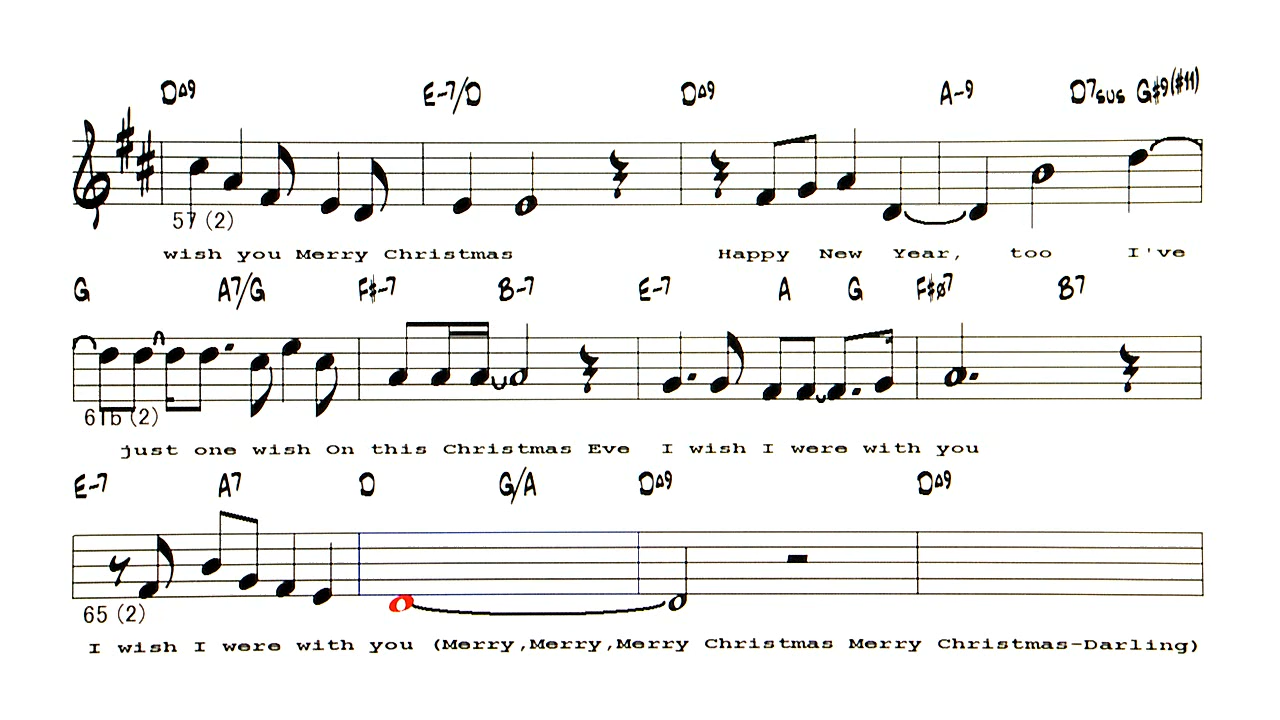 D∆9 E-7/D D∆9 A-9 D7sus G#9(#11)
57 (2)
wish you Merry Christmas Happy New Year, too I've
G A7/G F#-7 B-7 E-7 A G F#ø7 B7
61b (2)
just one wish On this Christmas Eve I wish I were with you
E-7 A7 D G/A D∆9 D∆9
65 (2)
I wish I were with you (Merry,Merry,Merry Christmas Merry Christmas-Darling)